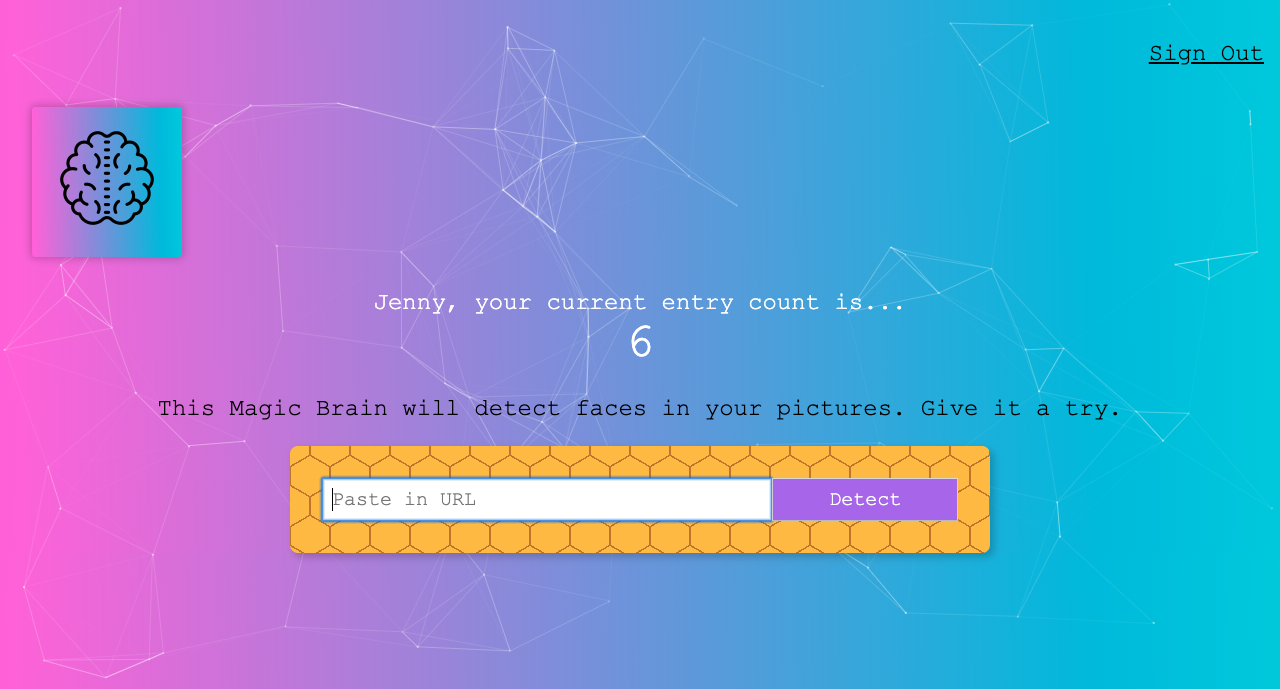 Sign Out
Jenny, your current entry count is...
6
This Magic Brain will detect faces in your pictures. Give it a try.
Paste in URL
Detect